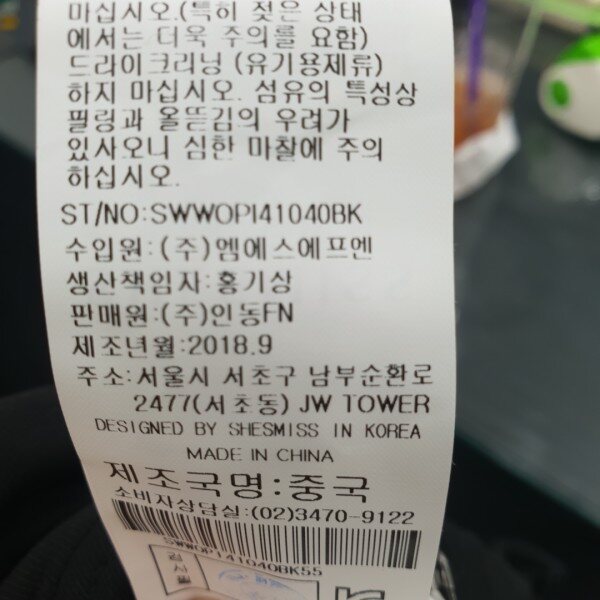 마십시오.(특히 젖은 상태
에서는 더욱 주의를 요함)
드라이크리닝 (유기용제류)
하지 마십시오. 섬유의 특성상
필링과 올뜯김의 우려가
있사오니 심한 마찰에 주의
하십시오.
ST/NO:SWWOPI41040BK
수입원:(주)엠에스에프엔
생산책임자:홍기상
판매원:(주)인동FN
제조년월:2018.9
주소:서울시 서초구 남부순환로
2477(서초동) JW TOWER
DESIGNED BY SHESMISS IN KOREA
MADE IN CHINA
제조국명:중국
소비자상담실:(02)3470-9122
SWWOPI41040BK55